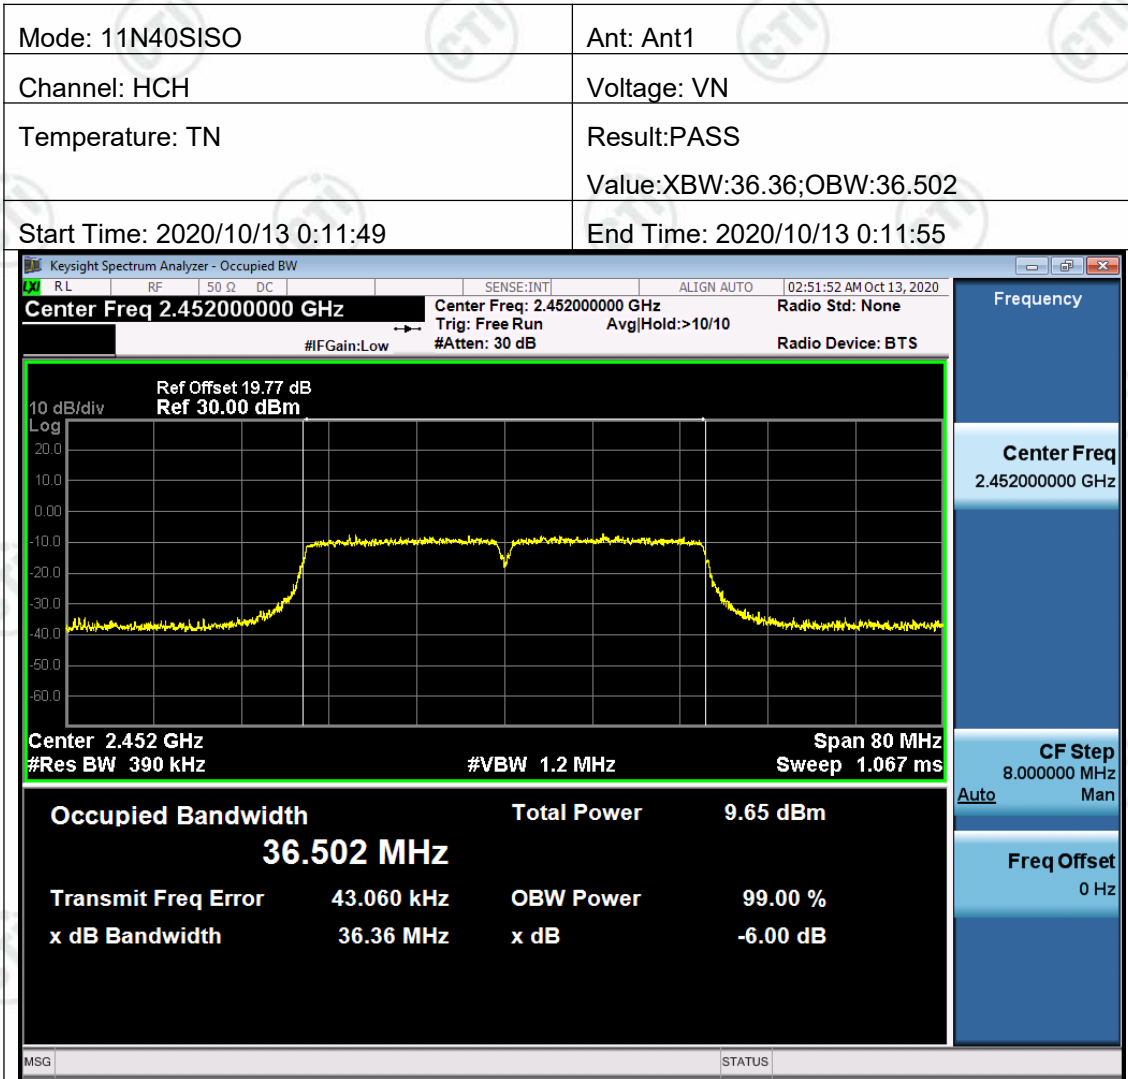 Mode: 11N40SISO
Ant: Ant1
Channel: HCH
Voltage: VN
Temperature: TN
Result:PASS
Value:XBW:36.36;OBW:36.502
Start Time: 2020/10/13 0:11:49
End Time: 2020/10/13 0:11:55
Keysight Spectrum Analyzer - Occupied BW
LXI RL RF 50 Ω DC SENSE:INT ALIGN AUTO 02:51:52 AM Oct 13, 2020
Center Freq 2.452000000 GHz
Center Freq: 2.452000000 GHz
Radio Std: None
Trig: Free Run Avg|Hold:>10/10
#IFGain:Low
#Atten: 30 dB
Radio Device: BTS
Ref Offset 19.77 dB
10 dB/div Ref 30.00 dBm
Log
20.0
10.0
0.00
-10.0
-20.0
-30.0
-40.0
-50.0
-60.0
Center 2.452 GHz
Span 80 MHz
#Res BW 390 kHz
#VBW 1.2 MHz
Sweep 1.067 ms
Occupied Bandwidth
Total Power 9.65 dBm
36.502 MHz
Transmit Freq Error 43.060 kHz
OBW Power 99.00 %
x dB Bandwidth 36.36 MHz
x dB -6.00 dB
Frequency
Center Freq
2.452000000 GHz
CF Step
8.000000 MHz
Auto Man
Freq Offset
0 Hz
MSG
STATUS
CTI